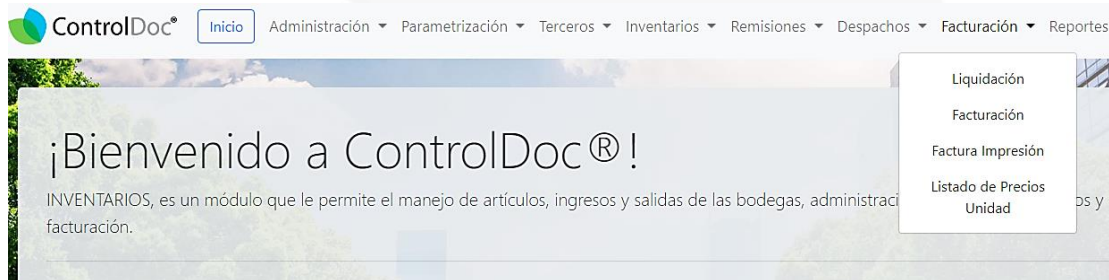 ControlDoc® Inicio Administración Parametrización Terceros Inventarios Remisiones Despachos Facturación Reportes
Liquidación
Facturación
Factura Impresión
Listado de Precios
Unidad
¡Bienvenido a ControlDoc®!
INVENTARIOS, es un módulo que le permite el manejo de artículos, ingresos y salidas de las bodegas, administraci os y
facturación.